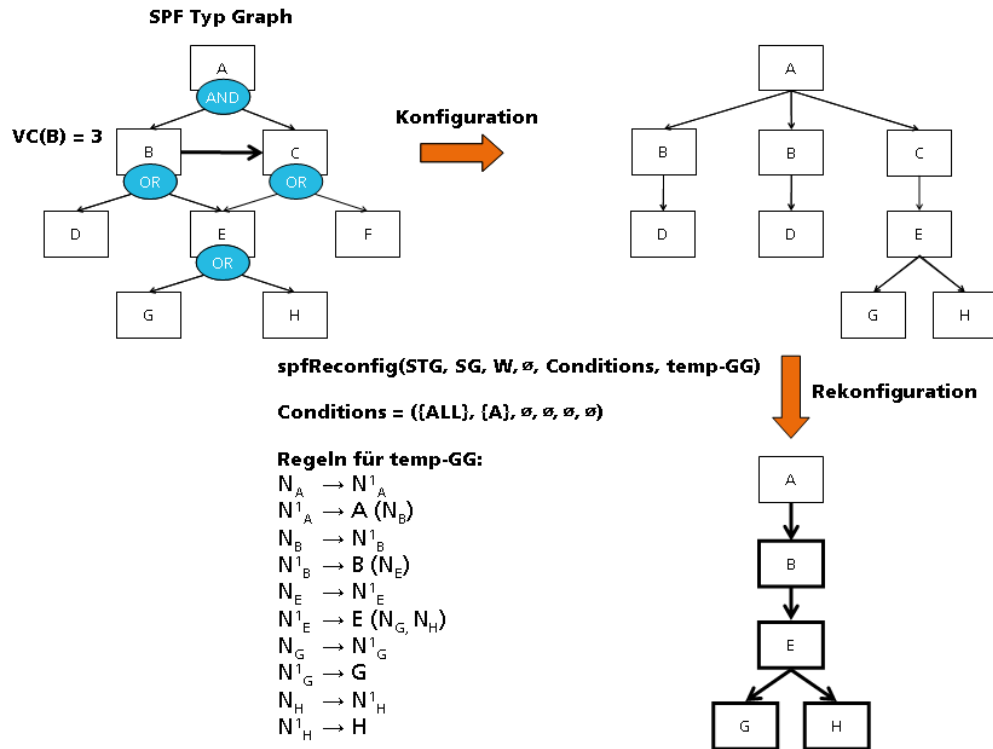 SPF Typ Graph
A
AND
VC(B) = 3
B
C
OR
OR
D
E
F
OR
G
H
Konfiguration
A
B
B
C
D
D
E
G
H
spfReconfig(STG, SG, W, ø, Conditions, temp-GG)
Rekonfiguration
Conditions = ({ALL}, {A}, ø, ø, ø, ø)
Regeln für temp-GG:
N_A → N¹_A
N¹_A → A (N_B)
N_B → N¹_B
N¹_B → B (N_E)
N_E → N¹_E
N¹_E → E (N_G, N_H)
N_G → N¹_G
N¹_G → G
N_H → N¹_H
N¹_H → H
A
B
E
G
H